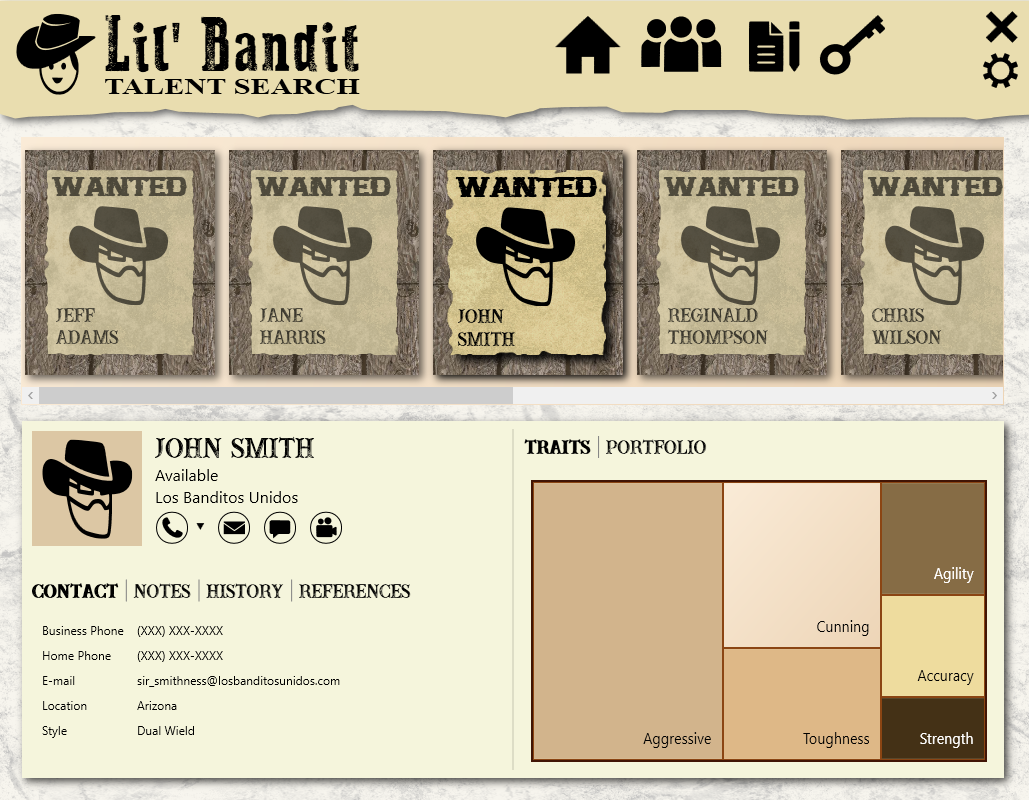 Lil' Bandit
TALENT SEARCH
WANTED
JEFF
ADAMS
WANTED
JANE
HARRIS
WANTED
JOHN
SMITH
WANTED
REGINALD
THOMPSON
WANTED
CHRIS
WILSON
JOHN SMITH
Available
Los Banditos Unidos
CONTACT NOTES HISTORY REFERENCES
Business Phone (XXX) XXX-XXXX
Home Phone (XXX) XXX-XXXX
E-mail sir_smithness@losbanditosunidos.com
Location Arizona
Style Dual Wield
TRAITS PORTFOLIO
Aggressive
Cunning
Toughness
Agility
Accuracy
Strength